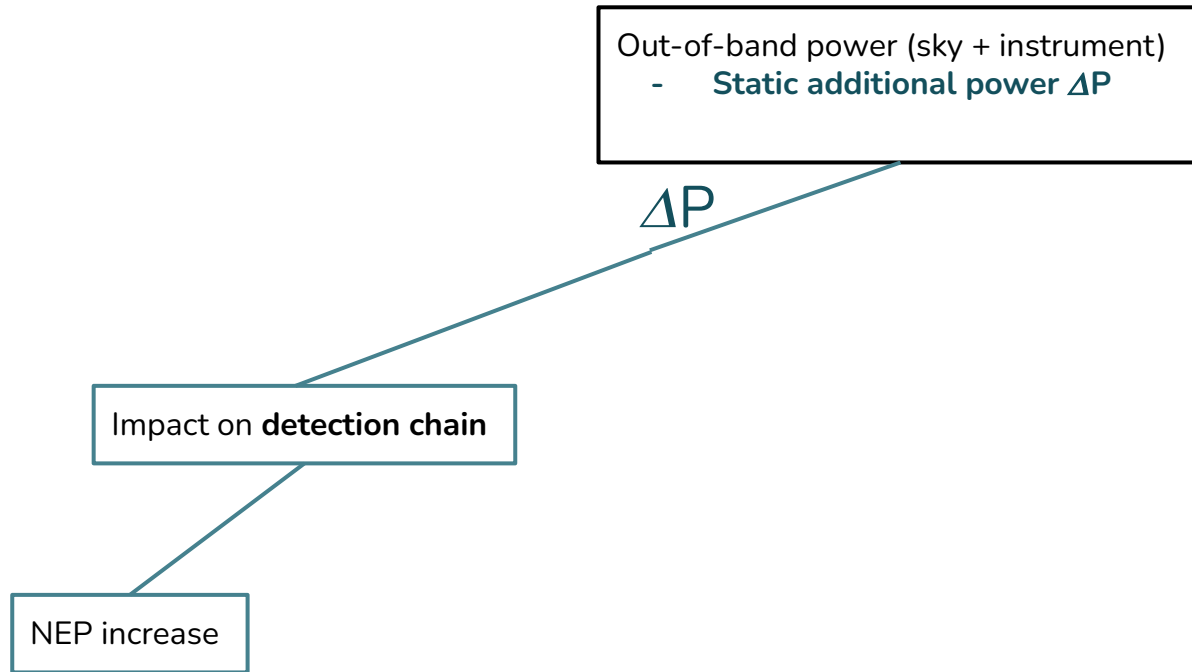 Out-of-band power (sky + instrument)
- Static additional power 𝛥P
𝛥P
Impact on detection chain
NEP increase